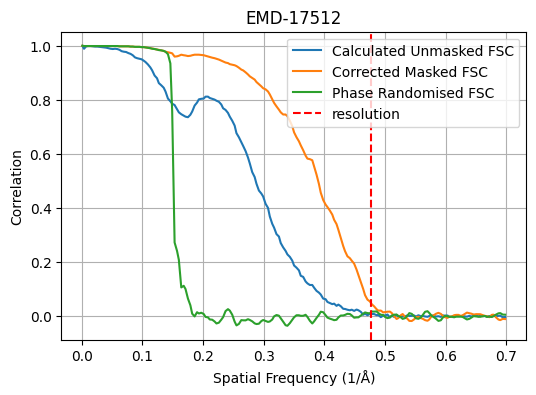 EMD-17512
Calculated Unmasked FSC
Corrected Masked FSC
Phase Randomised FSC
resolution
Correlation
1.0
0.8
0.6
0.4
0.2
0.0
0.0 0.1 0.2 0.3 0.4 0.5 0.6 0.7
Spatial Frequency (1/Å)